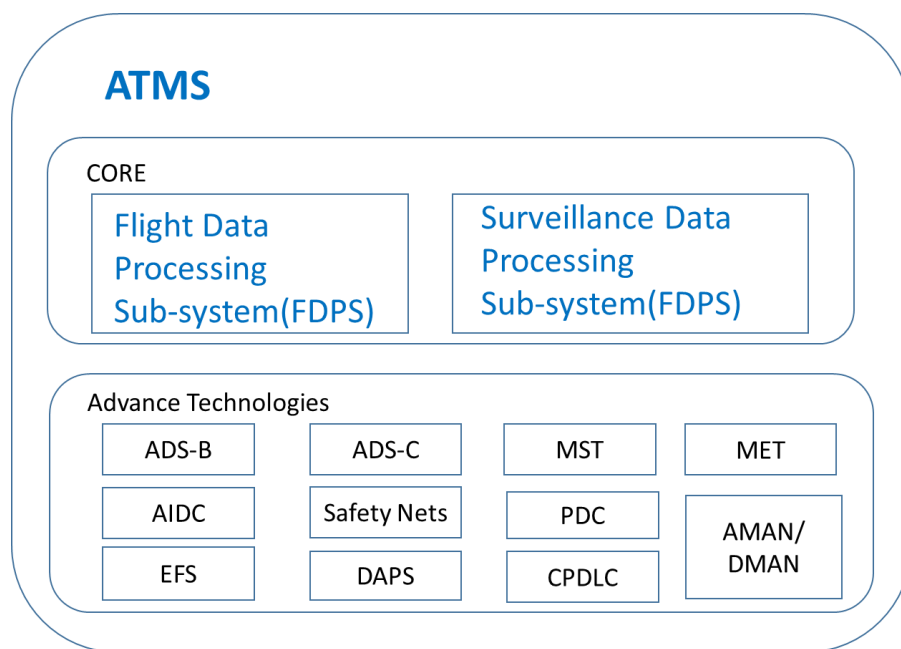 ATMS
CORE
Flight Data
Processing
Sub-system(FDPS)
Surveillance Data
Processing
Sub-system(FDPS)
Advance Technologies
ADS-B
ADS-C
MST
MET
AIDC
Safety Nets
PDC
AMAN/
DMAN
EFS
DAPS
CPDLC